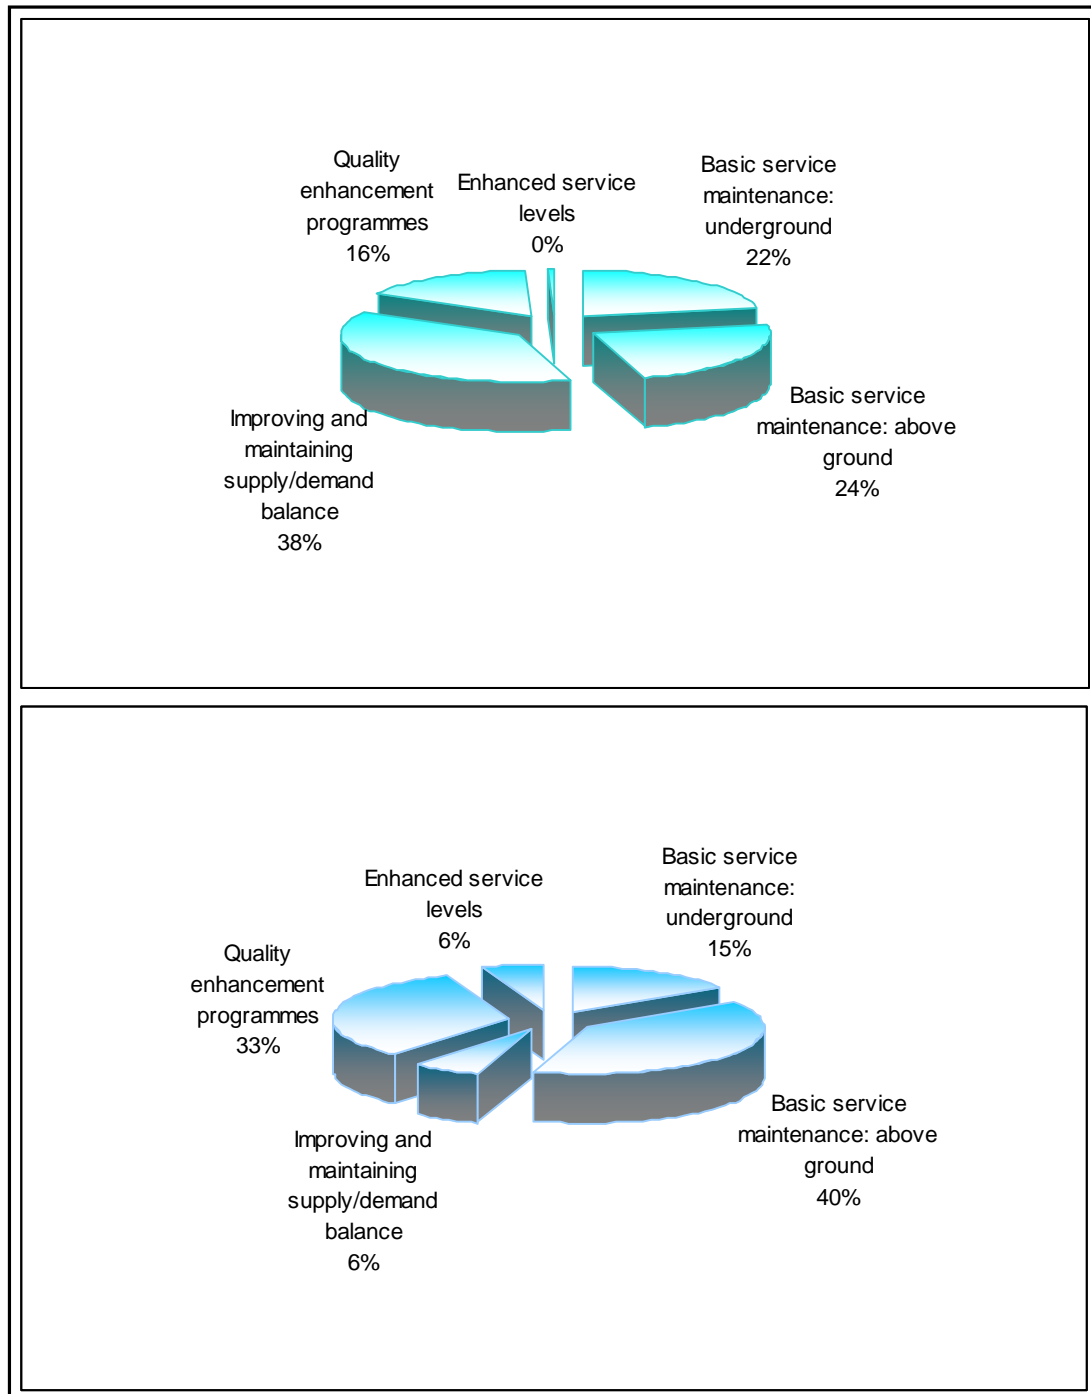 Quality
enhancement
programmes
16%
Enhanced service
levels
0%
Basic service
maintenance:
underground
22%
Basic service
maintenance: above
ground
24%
Improving and
maintaining
supply/demand
balance
38%
Enhanced service
levels
6%
Basic service
maintenance:
underground
15%
Quality
enhancement
programmes
33%
Basic service
maintenance: above
ground
40%
Improving and
maintaining
supply/demand
balance
6%